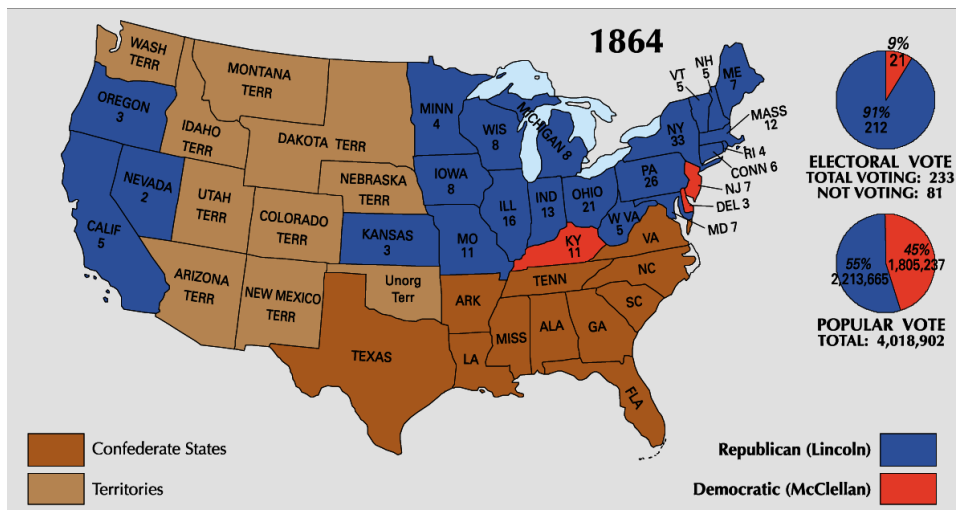 1864
WASH
TERR
MONTANA
TERR
OREGON
3
IDAHO
TERR
DAKOTA TERR
MINN
4
WIS
8
MICHIGAN 8
VT
5
NH
5
ME
7
MASS
12
NY
33
RI 4
CONN 6
PA
26
NJ 7
DEL 3
MD 7
NEVADA
2
UTAH
TERR
NEBRASKA
TERR
IOWA
8
ILL
16
IND
13
OHIO
21
W VA
5
VA
CALIF
5
COLORADO
TERR
KANSAS
3
MO
11
KY
11
ARIZONA
TERR
NEW MEXICO
TERR
Unorg
Terr
ARK
TENN
NC
SC
TEXAS
LA
MISS
ALA
GA
FLA
9%
21
91%
212
ELECTORAL VOTE
TOTAL VOTING: 233
NOT VOTING: 81
45%
1,805,237
55%
2,213,665
POPULAR VOTE
TOTAL: 4,018,902
Confederate States
Territories
Republican (Lincoln)
Democratic (McClellan)